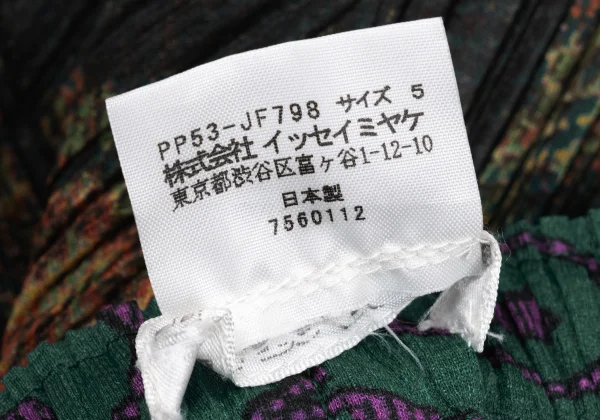 PP53-JF798 サイズ 5
株式会社 イッセイミヤケ
東京都渋谷区富ヶ谷1-12-10
日本製
7560112